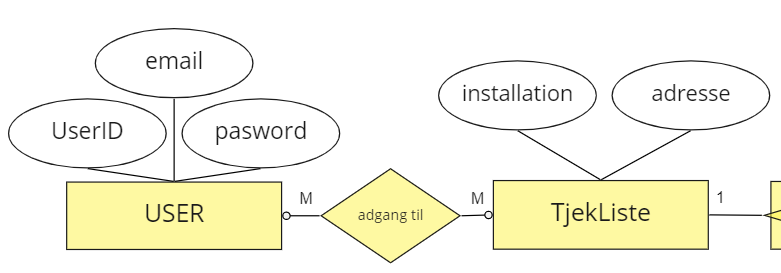 email
UserID
pasword
installation
adresse
USER
M
adgang til
M
TjekListe
1